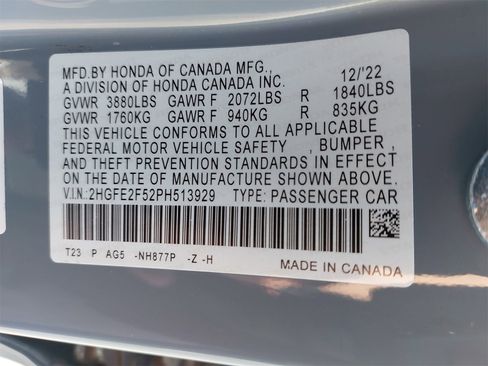 MFD.BY HONDA OF CANADA MFG., 12/'22
A DIVISION OF HONDA CANADA INC.
GVWR 3880LBS GAWR F 2072LBS R 1840LBS
GVWR 1760KG GAWR F 940KG R 835KG
THIS VEHICLE CONFORMS TO ALL APPLICABLE
FEDERAL MOTOR VEHICLE SAFETY , BUMPER ,
AND THEFT PREVENTION STANDARDS IN EFFECT
ON THE DATE OF MANUFACTURE SHOWN ABOVE.
V.I.N.:2HGFE2F52PH513929 TYPE: PASSENGER CAR
T23 P AG5 -NH877P -Z -H
MADE IN CANADA